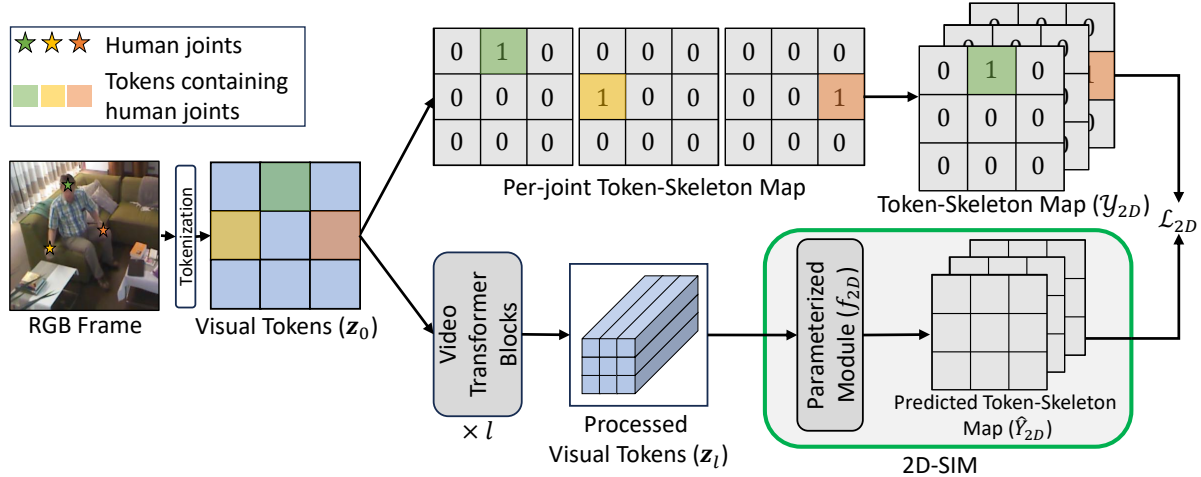 Human joints
Tokens containing
human joints
RGB Frame
Tokenization
Visual Tokens (𝒛₀)
0 1 0
0 0 0
0 0 0
0 0 0
1 0 0
0 0 0
0 0 0
0 0 1
0 0 0
Per-joint Token-Skeleton Map
0 1 0
0 0 0
0 0 0
1
Token-Skeleton Map (𝒴₂D)
ℒ₂D
Video
Transformer
Blocks
× l
Processed
Visual Tokens (𝒛ₗ)
Parameterized
Module (f₂D)
Predicted Token-Skeleton
Map (Ŷ₂D)
2D-SIM